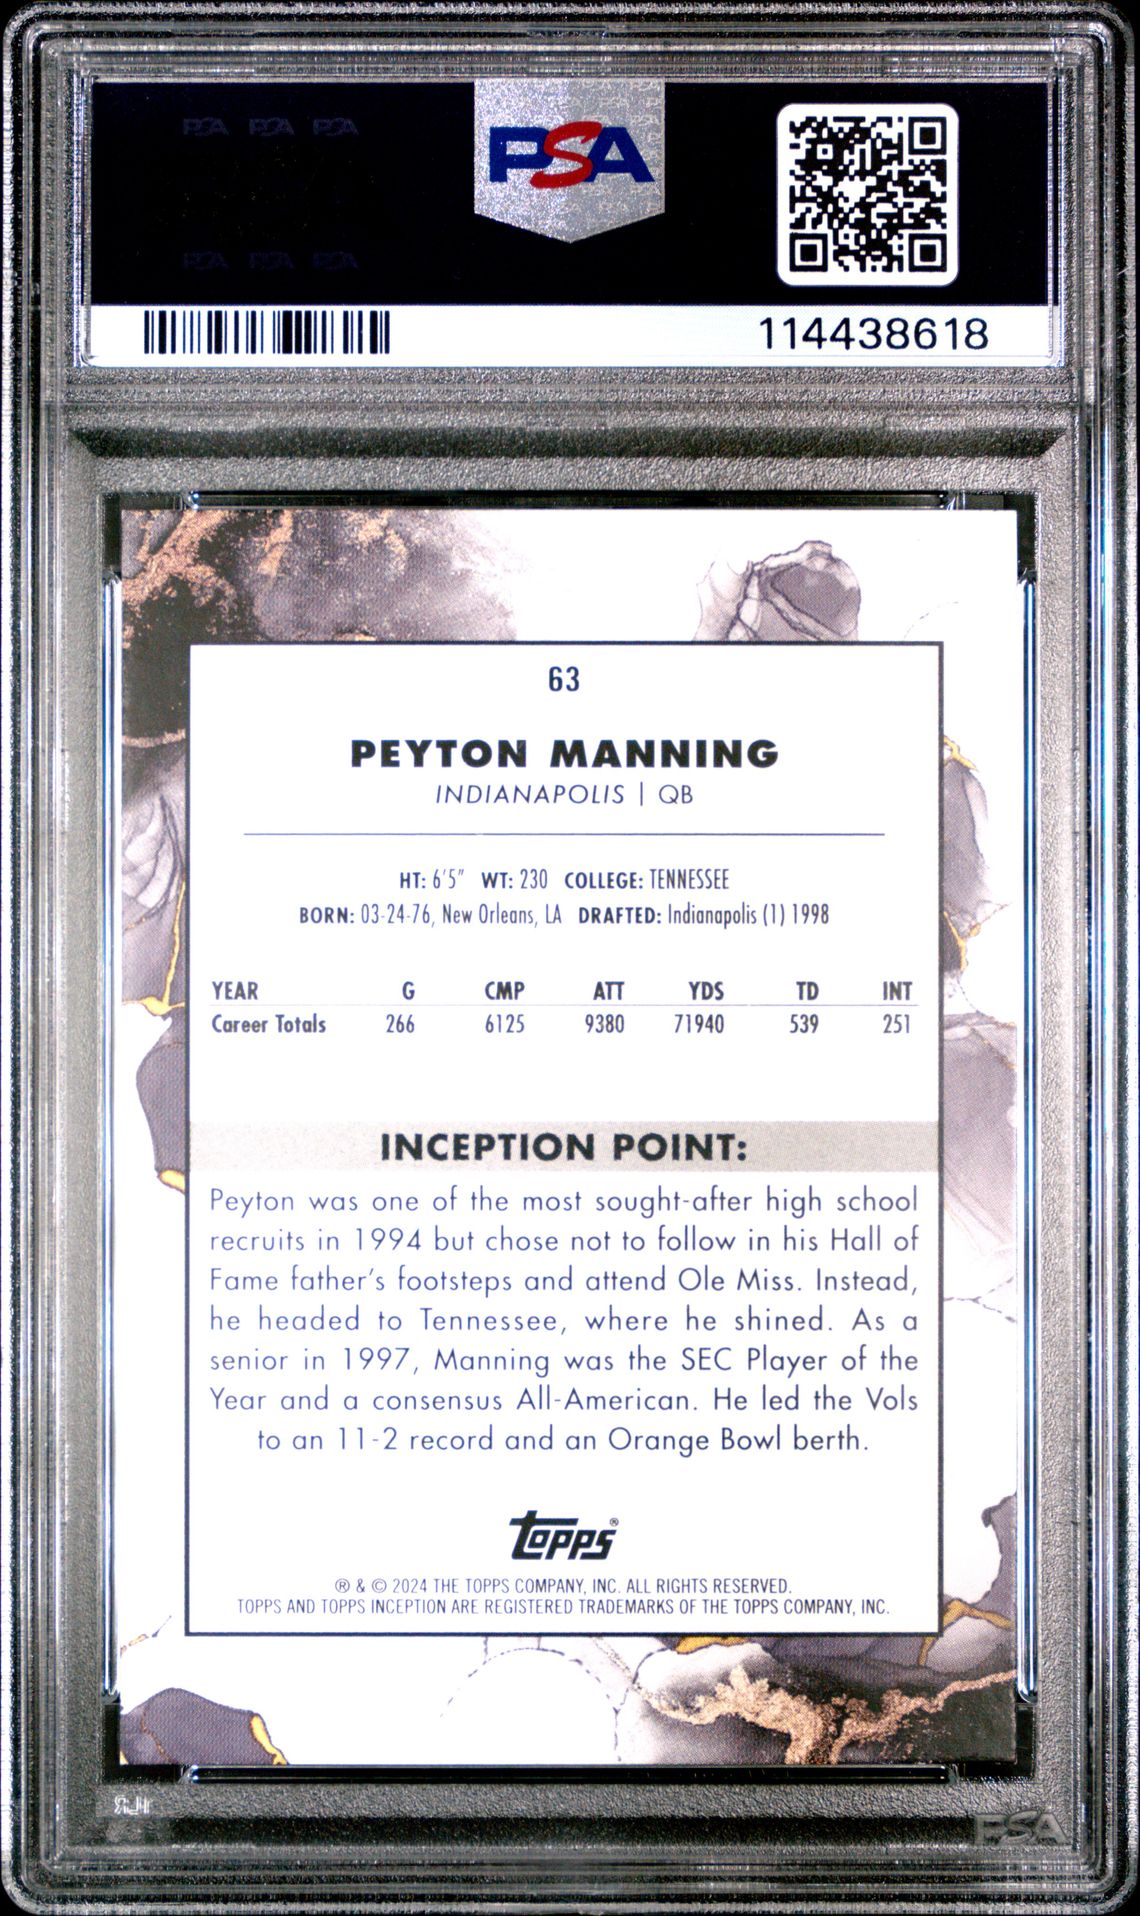 PSA PSA PSA
PSA
PSA PSA PSA
114438618
63
PEYTON MANNING
INDIANAPOLIS | QB
HT: 6'5" WT: 230 COLLEGE: TENNESSEE
BORN: 03-24-76, New Orleans, LA DRAFTED: Indianapolis (1) 1998
YEAR G CMP ATT YDS TD INT
Career Totals 266 6125 9380 71940 539 251
INCEPTION POINT:
Peyton was one of the most sought-after high school
recruits in 1994 but chose not to follow in his Hall of
Fame father's footsteps and attend Ole Miss. Instead,
he headed to Tennessee, where he shined. As a
senior in 1997, Manning was the SEC Player of the
Year and a consensus All-American. He led the Vols
to an 11-2 record and an Orange Bowl berth.
topps®
® & © 2024 THE TOPPS COMPANY, INC. ALL RIGHTS RESERVED.
TOPPS AND TOPPS INCEPTION ARE REGISTERED TRADEMARKS OF THE TOPPS COMPANY, INC.
PSA